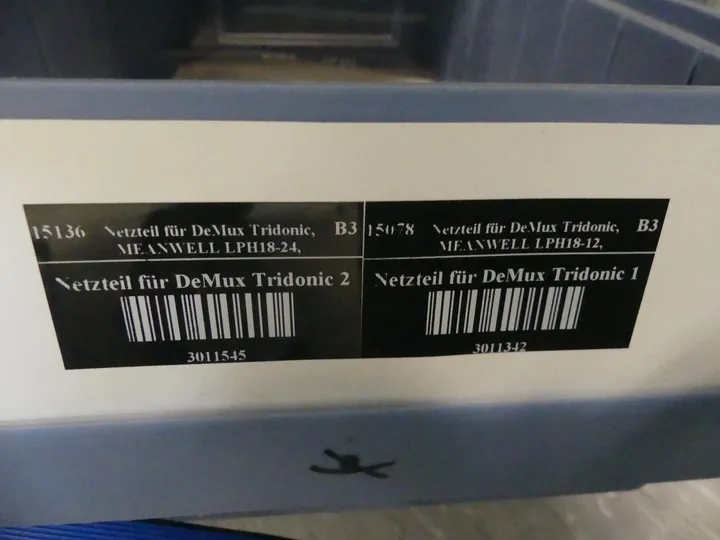 15136 Netzteil für DeMux Tridonic, B3
MEANWELL LPH18-24,
Netzteil für DeMux Tridonic 2
3011545
15078 Netzteil für DeMux Tridonic, B3
MEANWELL LPH18-12,
Netzteil für DeMux Tridonic 1
3011342